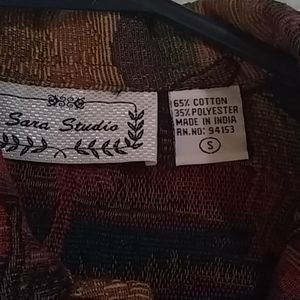 Sara Studio
65% COTTON
35% POLYESTER
MADE IN INDIA
RN.NO: 94153
S